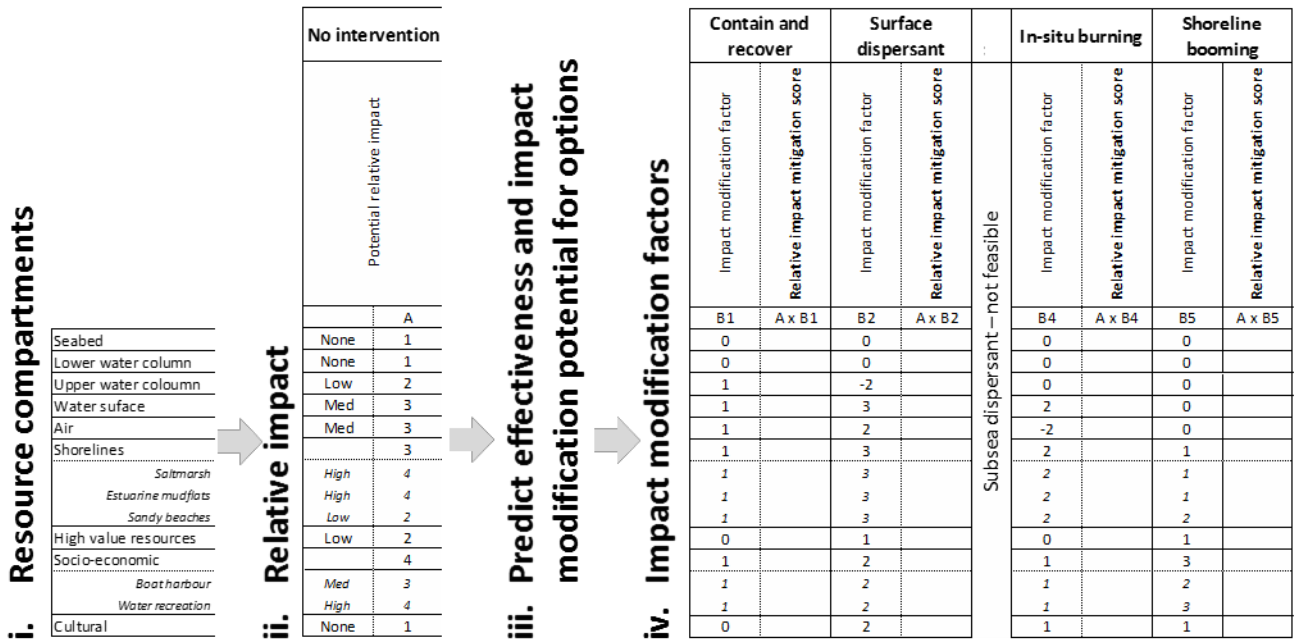 i. Resource compartments
Seabed
Lower water column
Upper water coloumn
Water suface
Air
Shorelines
Saltmarsh
Estuarine mudflats
Sandy beaches
High value resources
Socio-economic
Boat harbour
Water recreation
Cultural
ii. Relative impact
No intervention
Potential relative impact
A
None 1
None 1
Low 2
Med 3
Med 3
3
High 4
High 4
Low 2
Low 2
4
Med 3
High 4
None 1
iii. Predict effectiveness and impact
modification potential for options
iv. Impact modification factors
Contain and
recover
Impact modification factor
Relative impact mitigation score
B1 A x B1
0
0
1
1
1
1
1
1
1
0
1
1
1
0
Surface
dispersant
Impact modification factor
Relative impact mitigation score
B2 A x B2
0
0
-2
3
2
3
3
3
3
1
2
2
2
2
Subsea dispersant – not feasible
In-situ burning
Impact modification factor
Relative impact mitigation score
B4 A x B4
0
0
0
2
-2
2
2
2
2
0
1
1
1
1
Shoreline
booming
Impact modification factor
Relative impact mitigation score
B5 A x B5
0
0
0
0
0
1
1
1
2
1
3
2
3
1